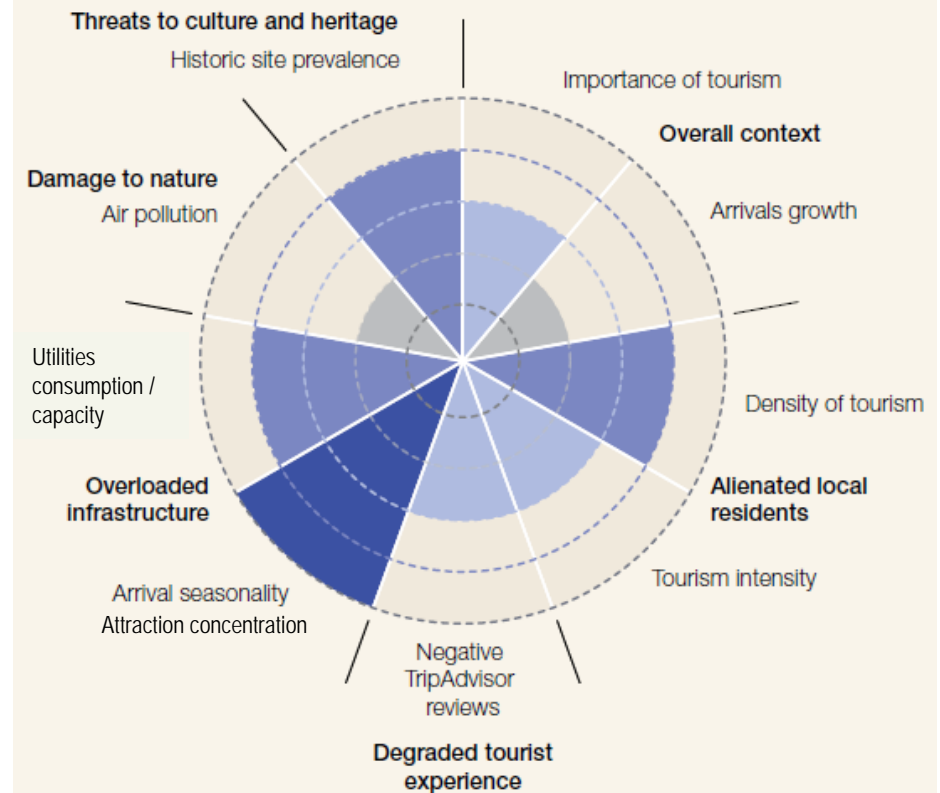 Threats to culture and heritage
Historic site prevalence
Importance of tourism
Overall context
Damage to nature
Air pollution
Arrivals growth
Utilities
consumption /
capacity
Density of tourism
Overloaded
infrastructure
Alienated local
residents
Arrival seasonality
Attraction concentration
Tourism intensity
Negative
TripAdvisor
reviews
Degraded tourist
experience